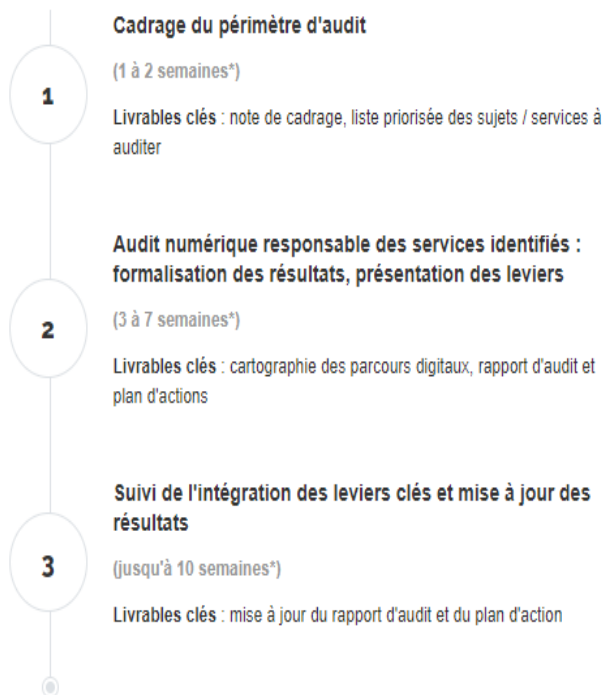 Cadrage du périmètre d'audit
(1 à 2 semaines*)
1
Livrables clés : note de cadrage, liste priorisée des sujets / services à
auditer
Audit numérique responsable des services identifiés :
formalisation des résultats, présentation des leviers
2
(3 à 7 semaines*)
Livrables clés : cartographie des parcours digitaux, rapport d'audit et
plan d'actions
Suivi de l'intégration des leviers clés et mise à jour des
résultats
3
(jusqu'à 10 semaines*)
Livrables clés : mise à jour du rapport d'audit et du plan d'action